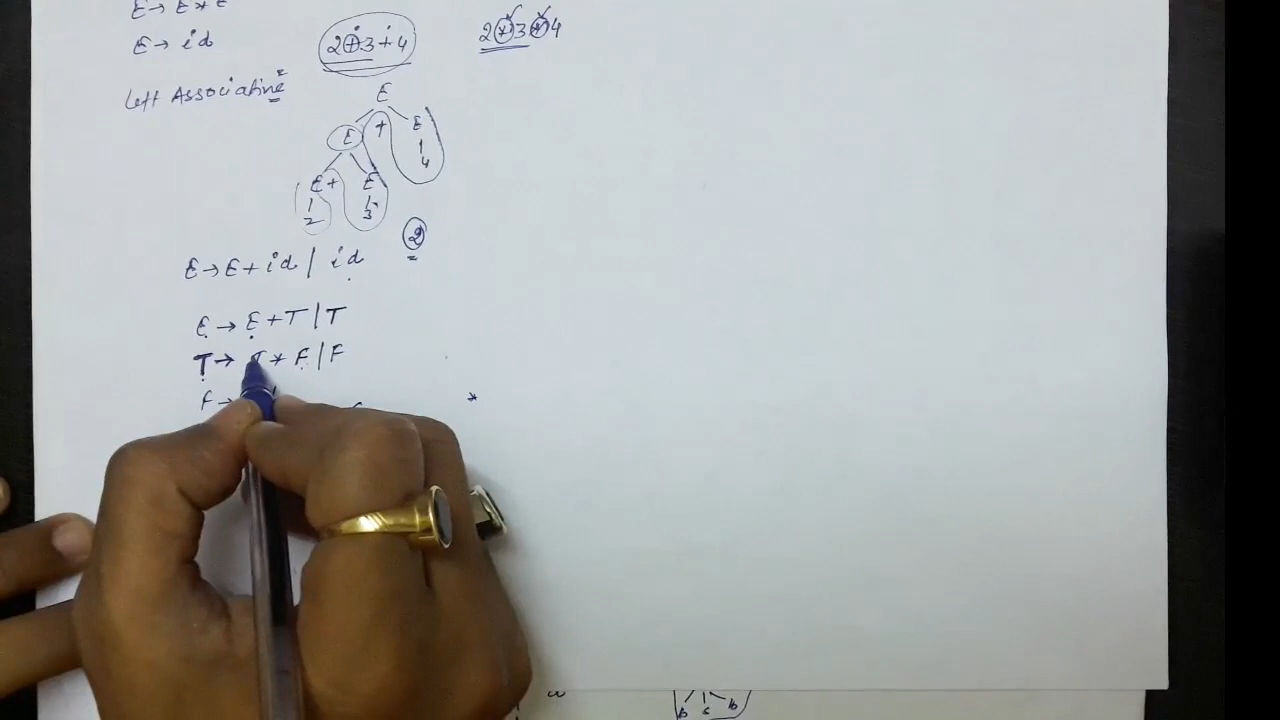 E → E * E
E → id
2+3+4
2+3+4
Left Associative
E
E + E
4
E + E
2 3
2
E → E + id | id
E → E + T | T
T → T * F | F
F →
*
b s b